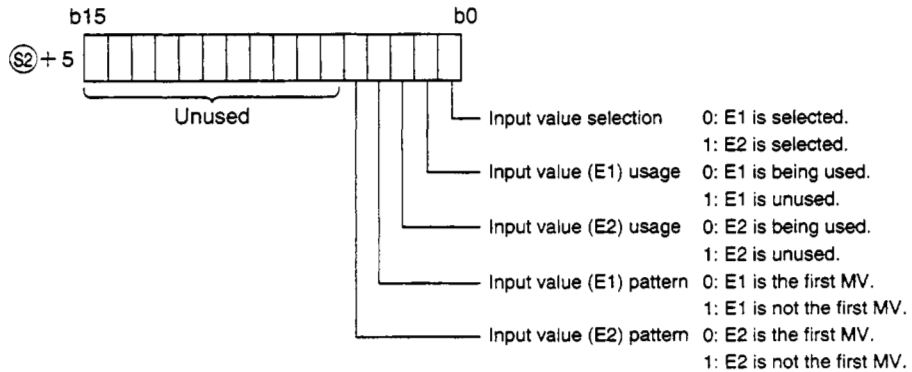 b15 b0
S2 + 5
Unused
Input value selection 0: E1 is selected.
1: E2 is selected.
Input value (E1) usage 0: E1 is being used.
1: E1 is unused.
Input value (E2) usage 0: E2 is being used.
1: E2 is unused.
Input value (E1) pattern 0: E1 is the first MV.
1: E1 is not the first MV.
Input value (E2) pattern 0: E2 is the first MV.
1: E2 is not the first MV.